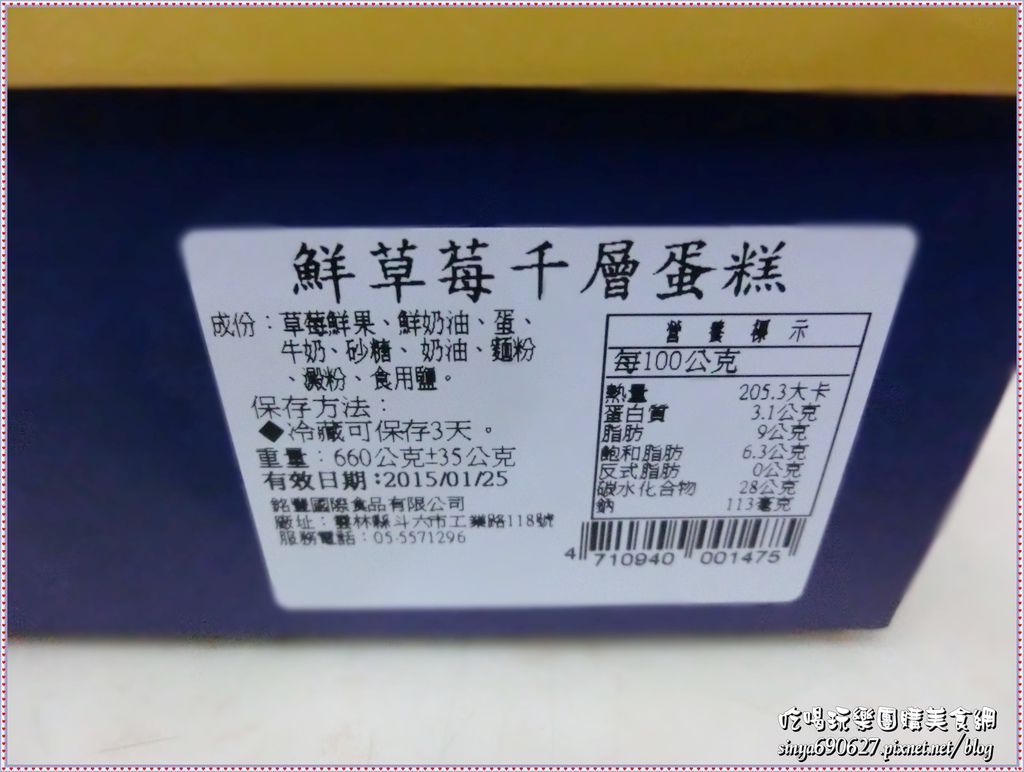 鮮草莓千層蛋糕
成份：草莓鮮果、鮮奶油、蛋、
牛奶、砂糖、奶油、麵粉
、澱粉、食用鹽。
保存方法：
◆冷藏可保存3天。
重量：660公克±35公克
有效日期：2015/01/25
銘豐國際食品有限公司
廠址：雲林縣斗六市工業路118號
服務電話：05-5571296
營養標示
每100公克
熱量 205.3大卡
蛋白質 3.1公克
脂肪 9公克
飽和脂肪 6.3公克
反式脂肪 0公克
碳水化合物 28公克
鈉 113毫克
4 710940 001475
吃喝玩樂團購美食網
sinya690627.pixnet.net/blog